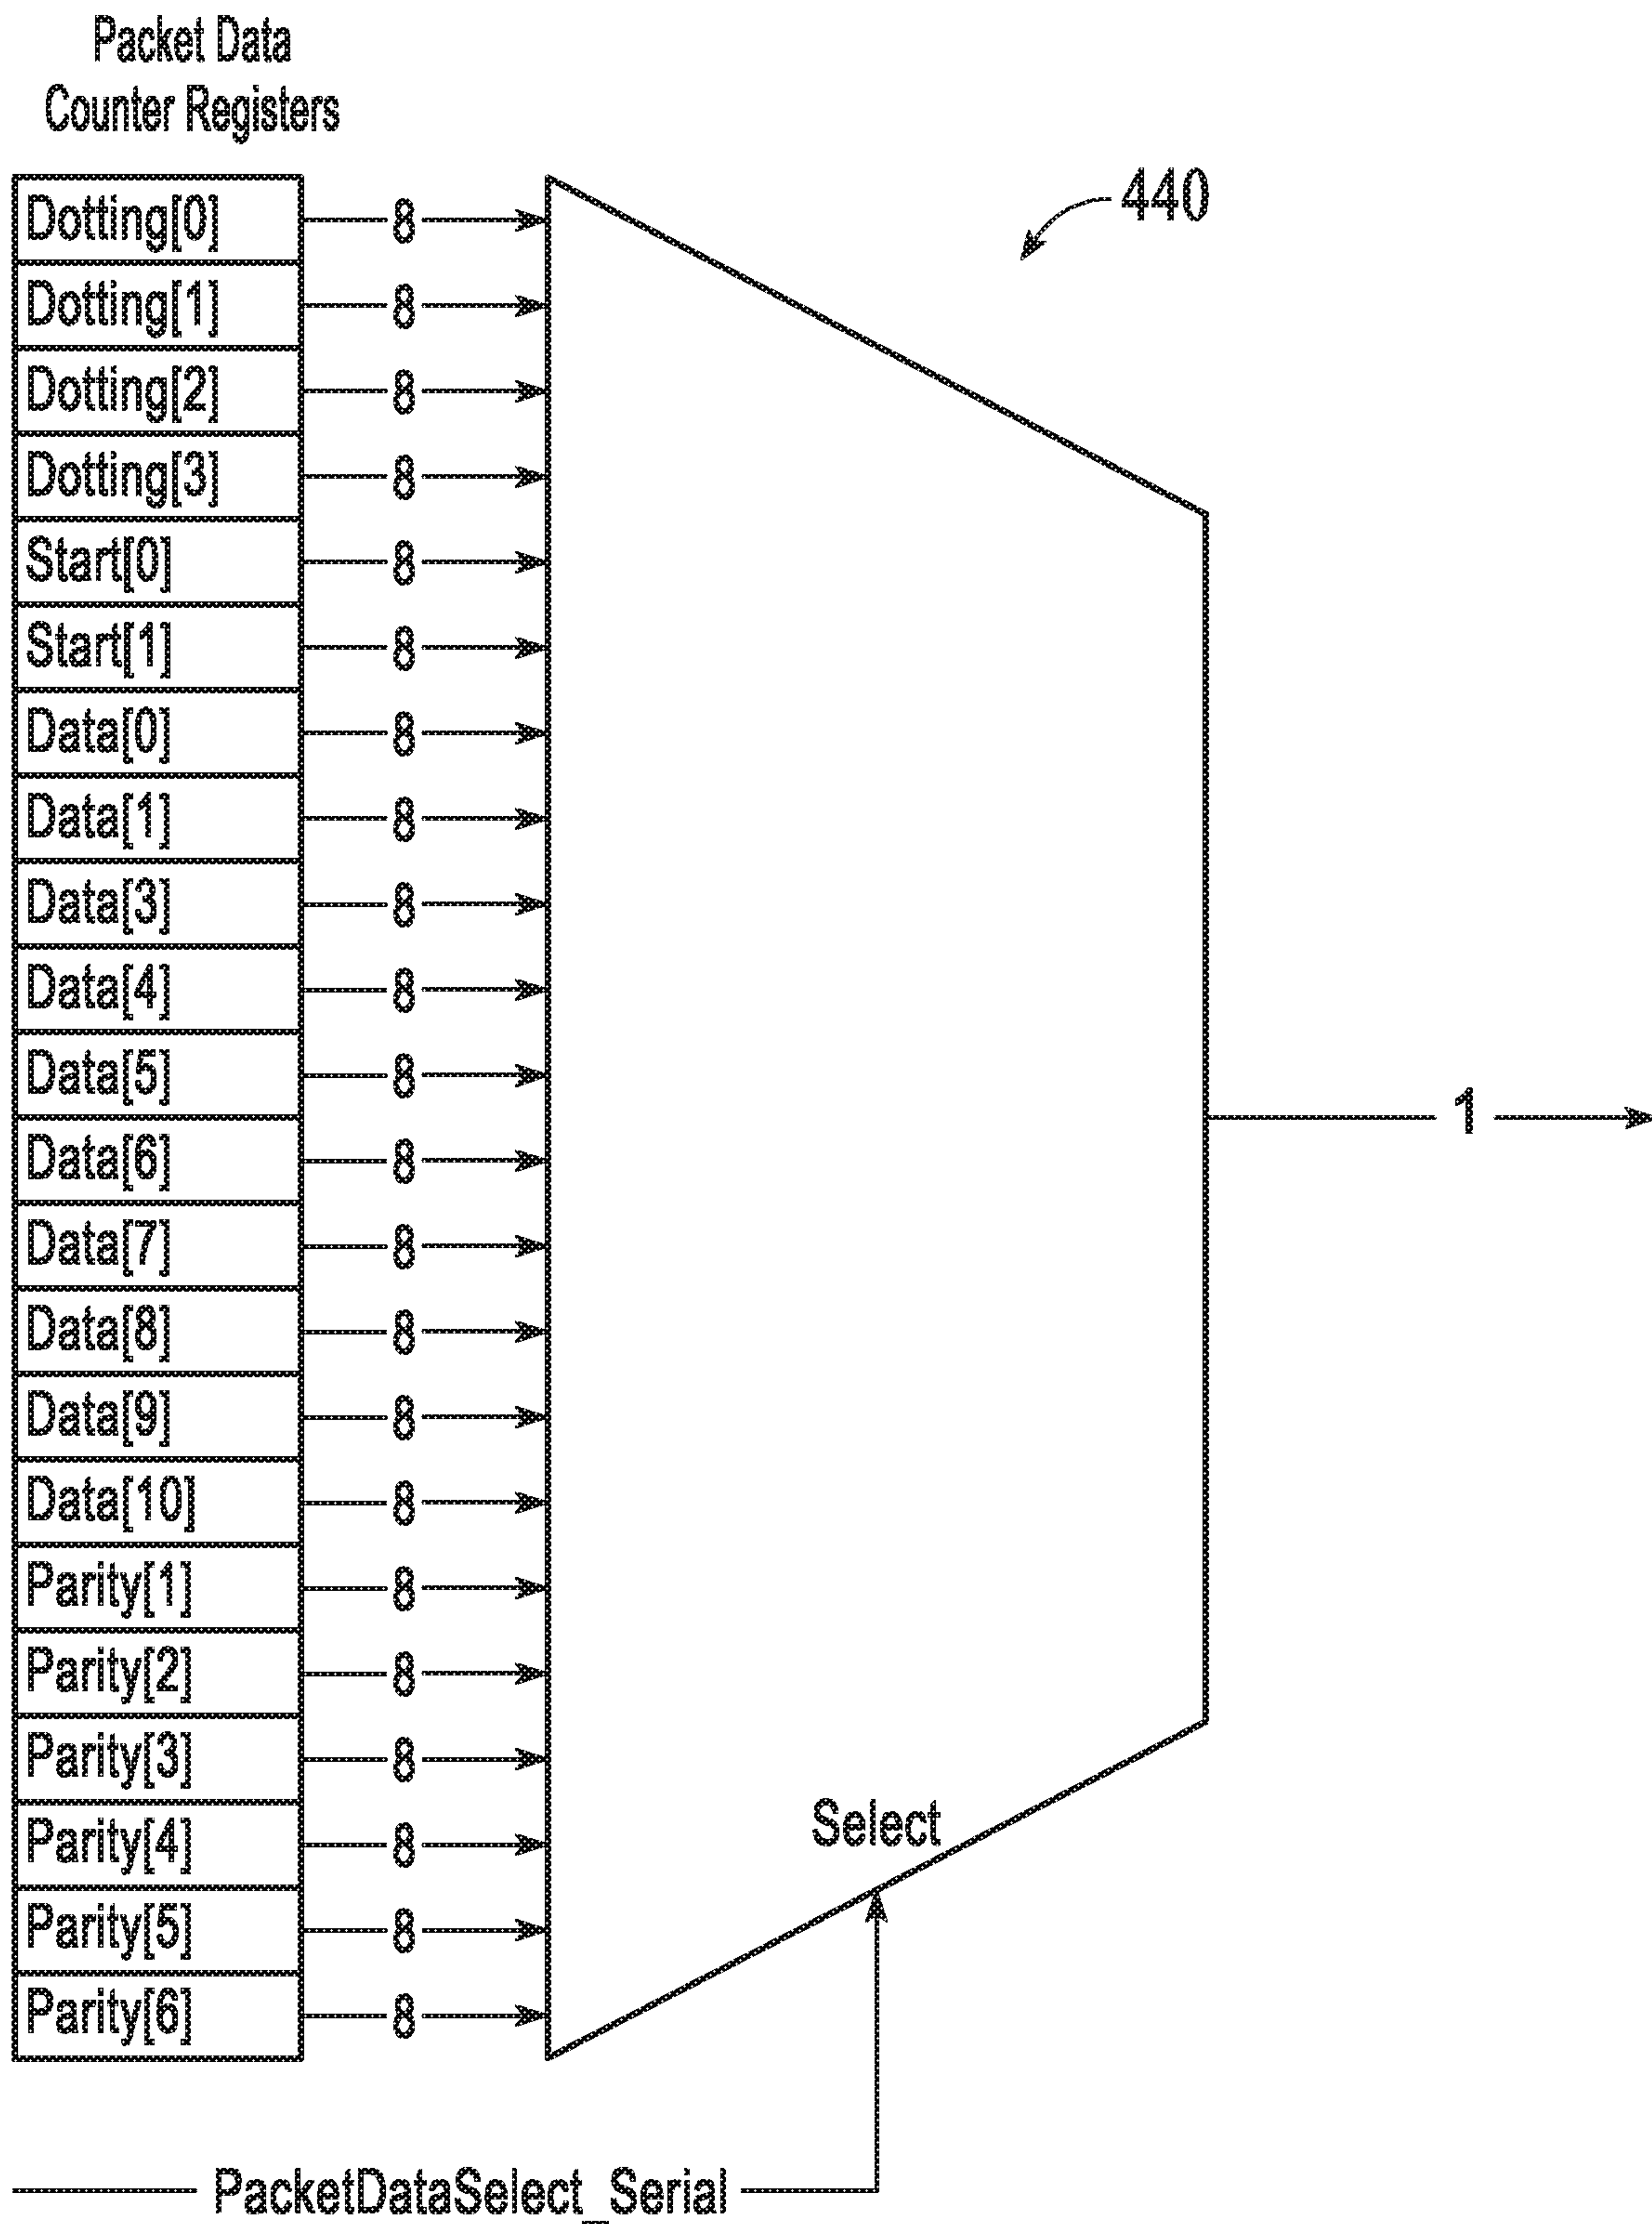 Packet Data
Counter Registers
440
Dotting[0] 8
Dotting[1] 8
Dotting[2] 8
Dotting[3] 8
Start[0] 8
Start[1] 8
Data[0] 8
Data[1] 8
Data[3] 8
Data[4] 8
Data[5] 8
1
Data[6] 8
Data[7] 8
Data[8] 8
Data[9] 8
Data[10] 8
Parity[1] 8
Parity[2] 8
Parity[3] 8
Parity[4] 8
Select
Parity[5] 8
Parity[6] 8
PacketDataSelect_Serial